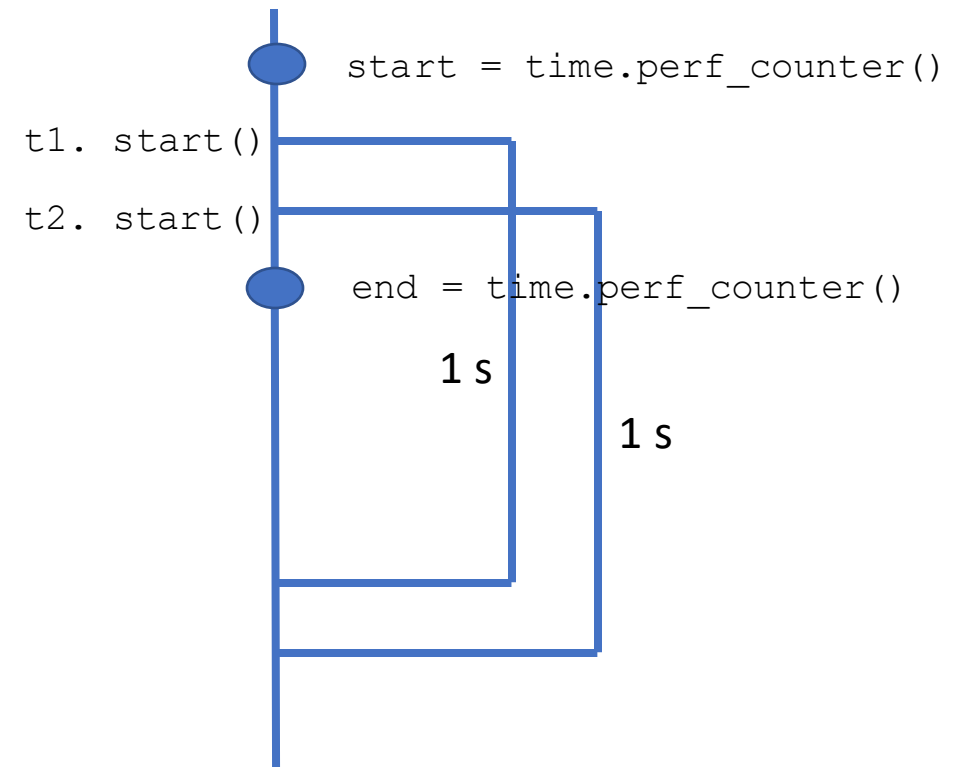 start = time.perf_counter()
t1. start()
t2. start()
end = time.perf_counter()
1 s
1 s